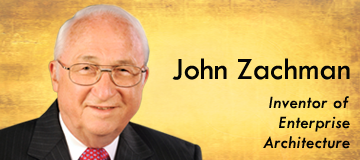 John Zachman
Inventor of
Enterprise
Architecture